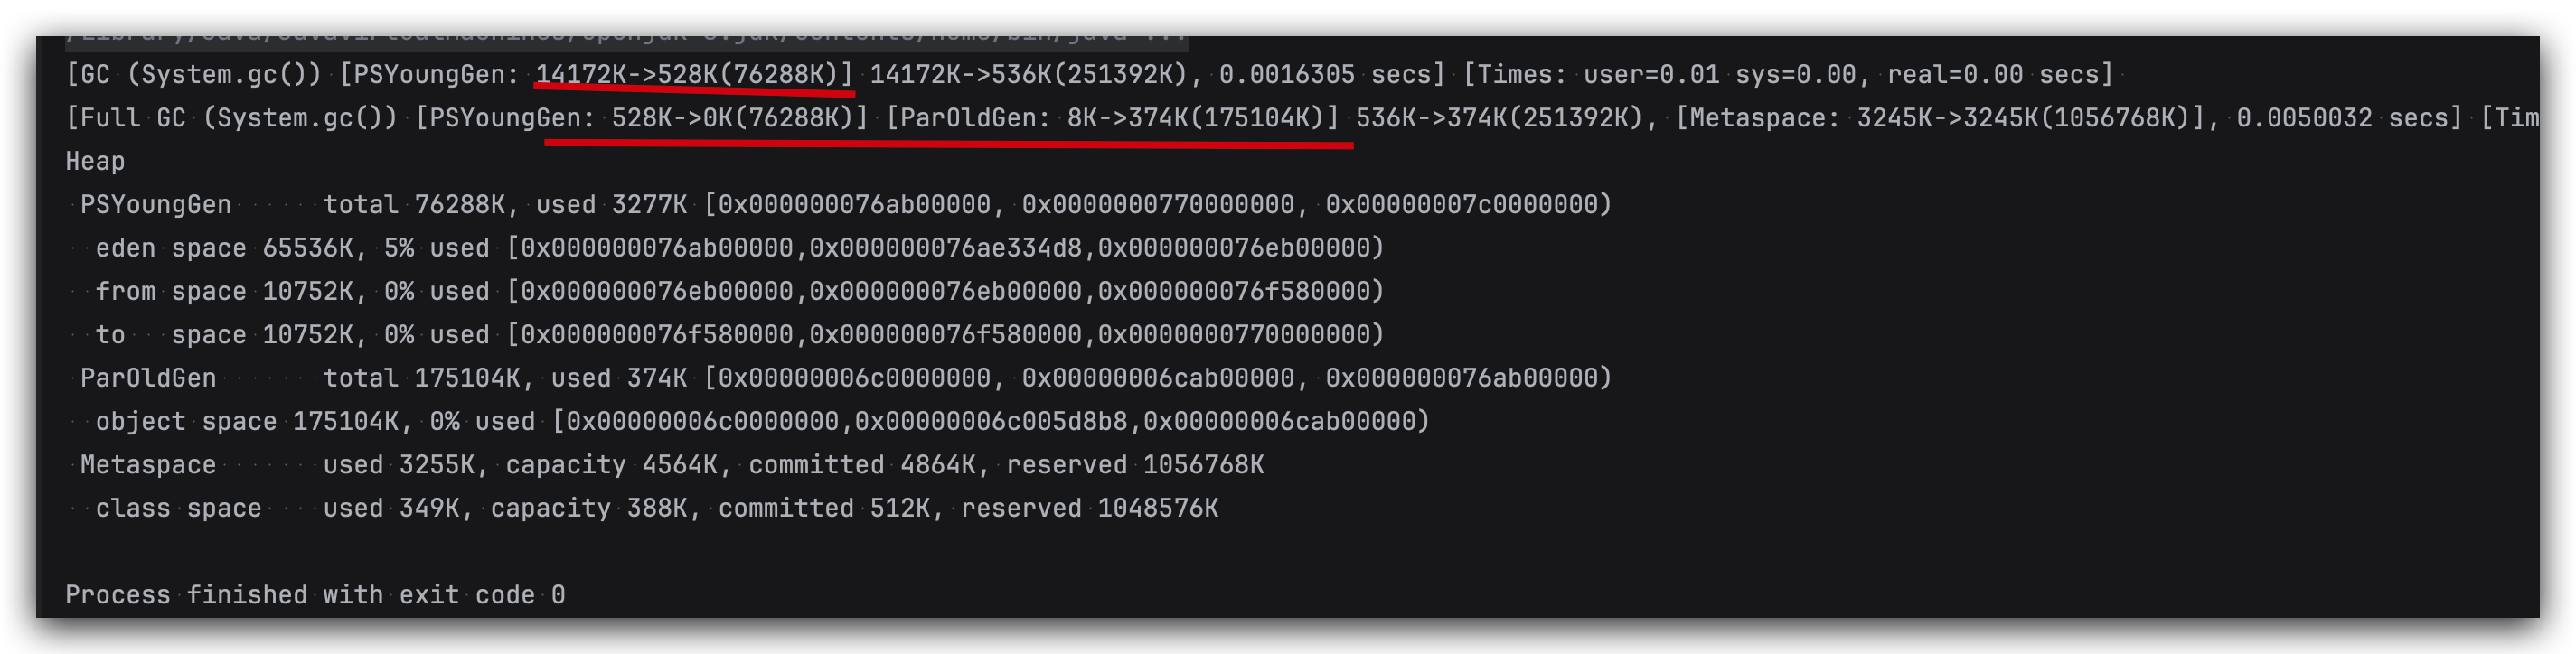 [GC (System.gc()) [PSYoungGen: 14172K->528K(76288K)] 14172K->536K(251392K), 0.0016305 secs] [Times: user=0.01 sys=0.00, real=0.00 secs]
[Full GC (System.gc()) [PSYoungGen: 528K->0K(76288K)] [ParOldGen: 8K->374K(175104K)] 536K->374K(251392K), [Metaspace: 3245K->3245K(1056768K)], 0.0050032 secs] [Tim
Heap
PSYoungGen total 76288K, used 3277K [0x000000076ab00000, 0x0000000770000000, 0x00000007c0000000)
eden space 65536K, 5% used [0x000000076ab00000,0x000000076ae334d8,0x000000076eb00000)
from space 10752K, 0% used [0x000000076eb00000,0x000000076eb00000,0x000000076f580000)
to space 10752K, 0% used [0x000000076f580000,0x000000076f580000,0x0000000770000000)
ParOldGen total 175104K, used 374K [0x00000006c0000000, 0x00000006cab00000, 0x000000076ab00000)
object space 175104K, 0% used [0x00000006c0000000,0x00000006c005d8b8,0x00000006cab00000)
Metaspace used 3255K, capacity 4564K, committed 4864K, reserved 1056768K
class space used 349K, capacity 388K, committed 512K, reserved 1048576K
Process finished with exit code 0